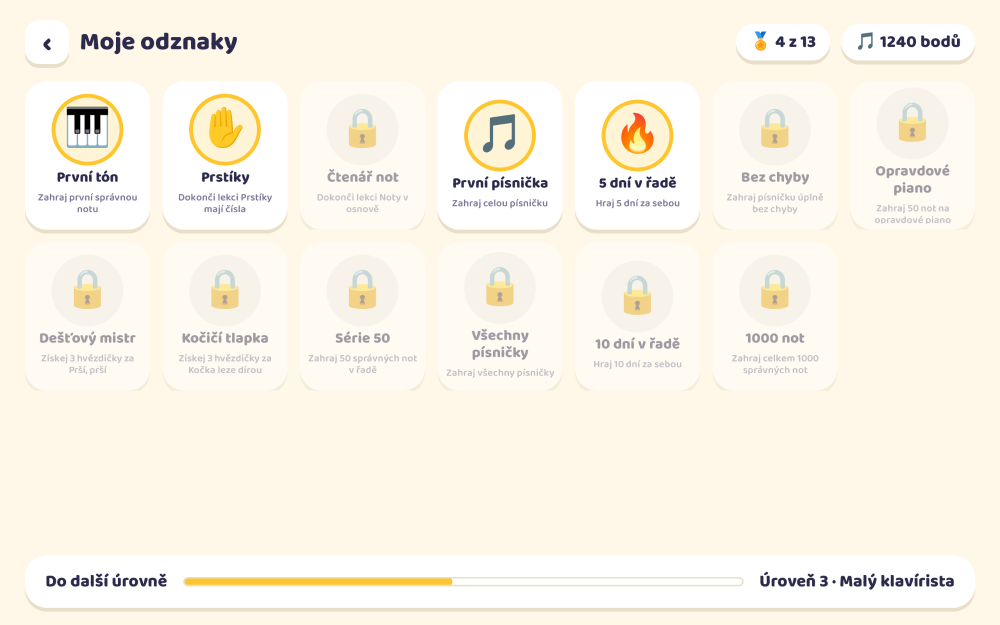 Moje odznaky
4 z 13
1240 bodů
První tón
Zahraj první správnou
notu
Prstíky
Dokonči lekci Prstíky
mají čísla
Čtenář not
Dokonči lekci Noty v
osnově
První písnička
Zahraj celou písničku
5 dní v řadě
Hraj 5 dní za sebou
Bez chyby
Zahraj písničku úplně
bez chyby
Opravdové
piano
Zahraj 50 not na
opravdové piano
Dešťový mistr
Získej 3 hvězdičky za
Prší, prší
Kočičí tlapka
Získej 3 hvězdičky za
Kočka leze dírou
Série 50
Zahraj 50 správných not
v řadě
Všechny
písničky
Zahraj všechny písničky
10 dní v řadě
Hraj 10 dní za sebou
1000 not
Zahraj celkem 1000
správných not
Do další úrovně
Úroveň 3 · Malý klavírista